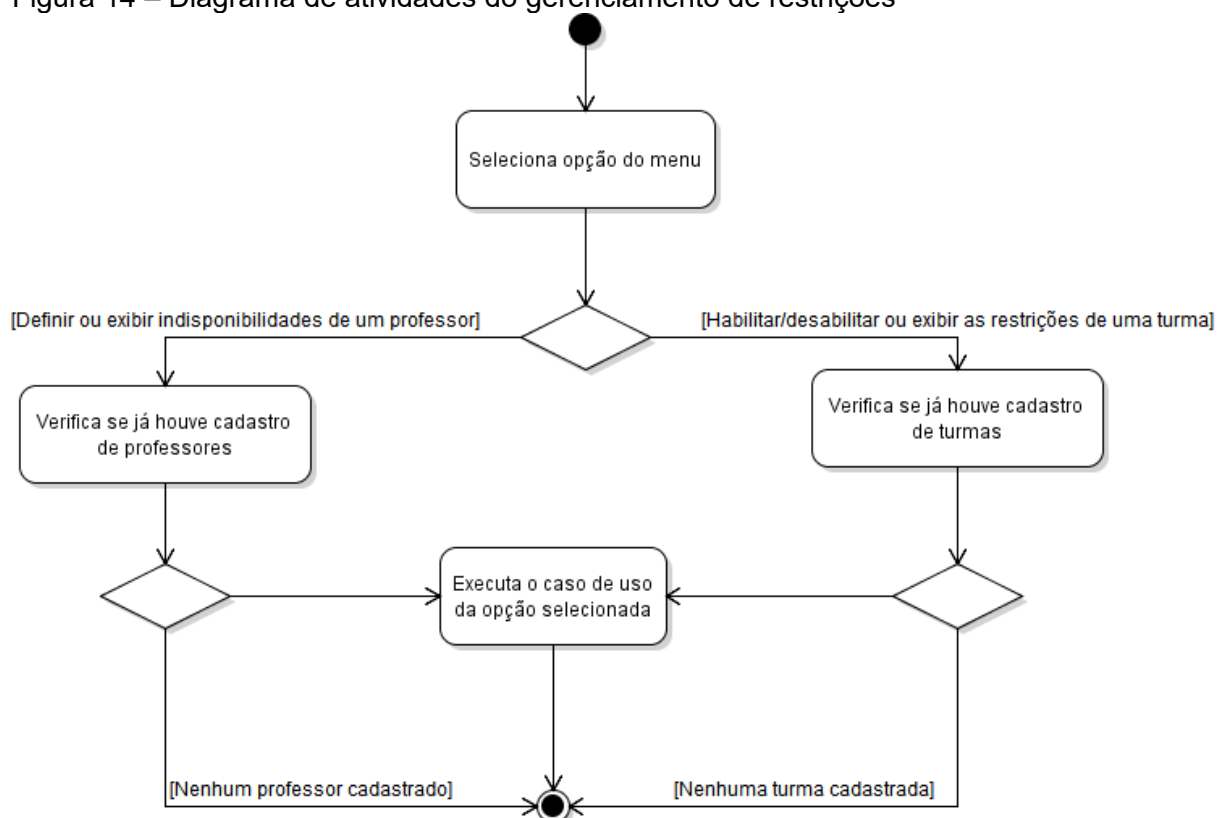 Figura 14 – Diagrama de atividades do gerenciamento de restrições
Seleciona opção do menu
[Definir ou exibir indisponibilidades de um professor]
[Habilitar/desabilitar ou exibir as restrições de uma turma]
Verifica se já houve cadastro
de professores
Verifica se já houve cadastro
de turmas
Executa o caso de uso
da opção selecionada
[Nenhum professor cadastrado]
[Nenhuma turma cadastrada]